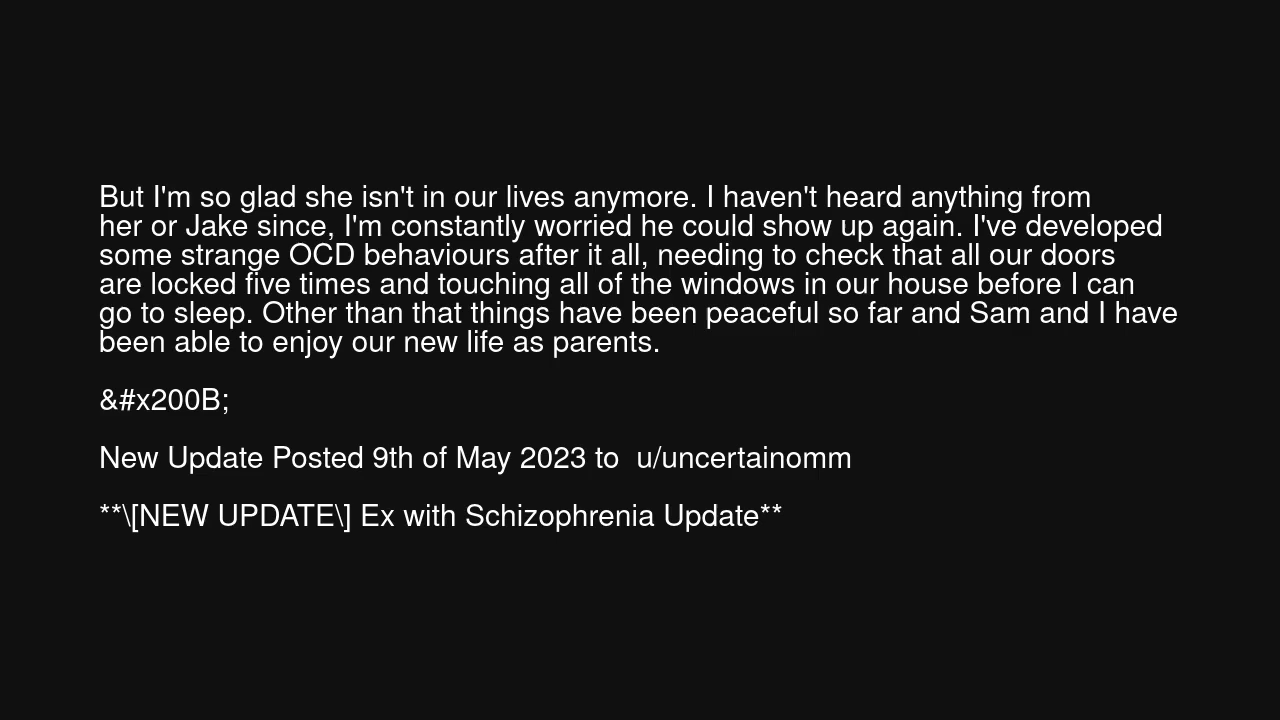 But I'm so glad she isn't in our lives anymore. I haven't heard anything from
her or Jake since, I'm constantly worried he could show up again. I've developed
some strange OCD behaviours after it all, needing to check that all our doors
are locked five times and touching all of the windows in our house before I can
go to sleep. Other than that things have been peaceful so far and Sam and I have
been able to enjoy our new life as parents.
&#x200B;
New Update Posted 9th of May 2023 to  u/uncertainomm
**\[NEW UPDATE\] Ex with Schizophrenia Update**